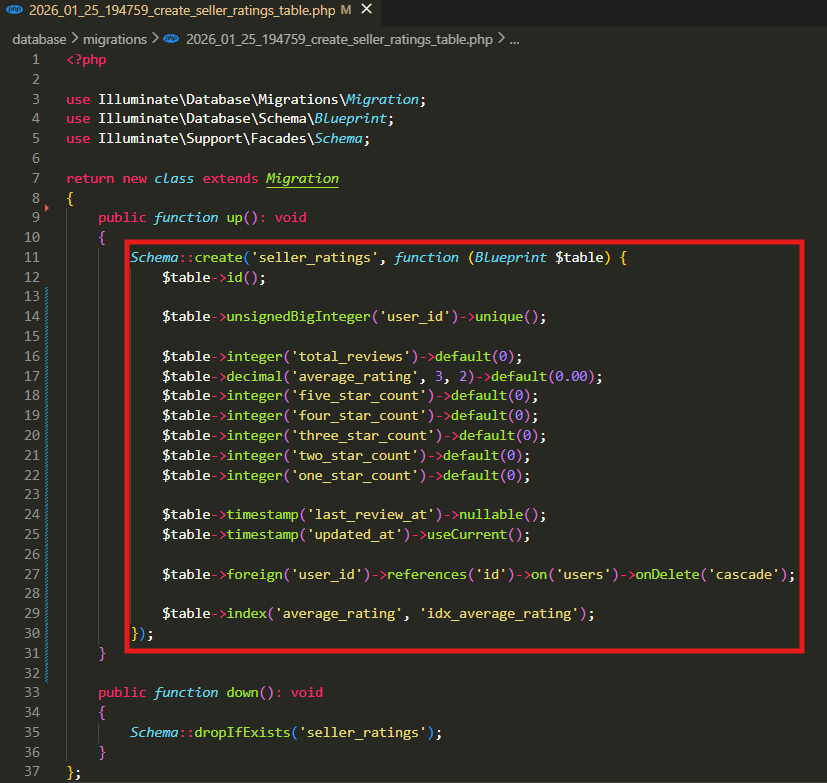 php 2026_01_25_194759_create_seller_ratings_table.php M ×
database > migrations > php 2026_01_25_194759_create_seller_ratings_table.php > ...
1 <?php
2
3 use Illuminate\Database\Migrations\Migration;
4 use Illuminate\Database\Schema\Blueprint;
5 use Illuminate\Support\Facades\Schema;
6
7 return new class extends Migration
8 {
9     public function up(): void
10     {
11         Schema::create('seller_ratings', function (Blueprint $table) {
12             $table->id();
13
14             $table->unsignedBigInteger('user_id')->unique();
15
16             $table->integer('total_reviews')->default(0);
17             $table->decimal('average_rating', 3, 2)->default(0.00);
18             $table->integer('five_star_count')->default(0);
19             $table->integer('four_star_count')->default(0);
20             $table->integer('three_star_count')->default(0);
21             $table->integer('two_star_count')->default(0);
22             $table->integer('one_star_count')->default(0);
23
24             $table->timestamp('last_review_at')->nullable();
25             $table->timestamp('updated_at')->useCurrent();
26
27             $table->foreign('user_id')->references('id')->on('users')->onDelete('cascade');
28
29             $table->index('average_rating', 'idx_average_rating');
30         });
31     }
32
33     public function down(): void
34     {
35         Schema::dropIfExists('seller_ratings');
36     }
37 };